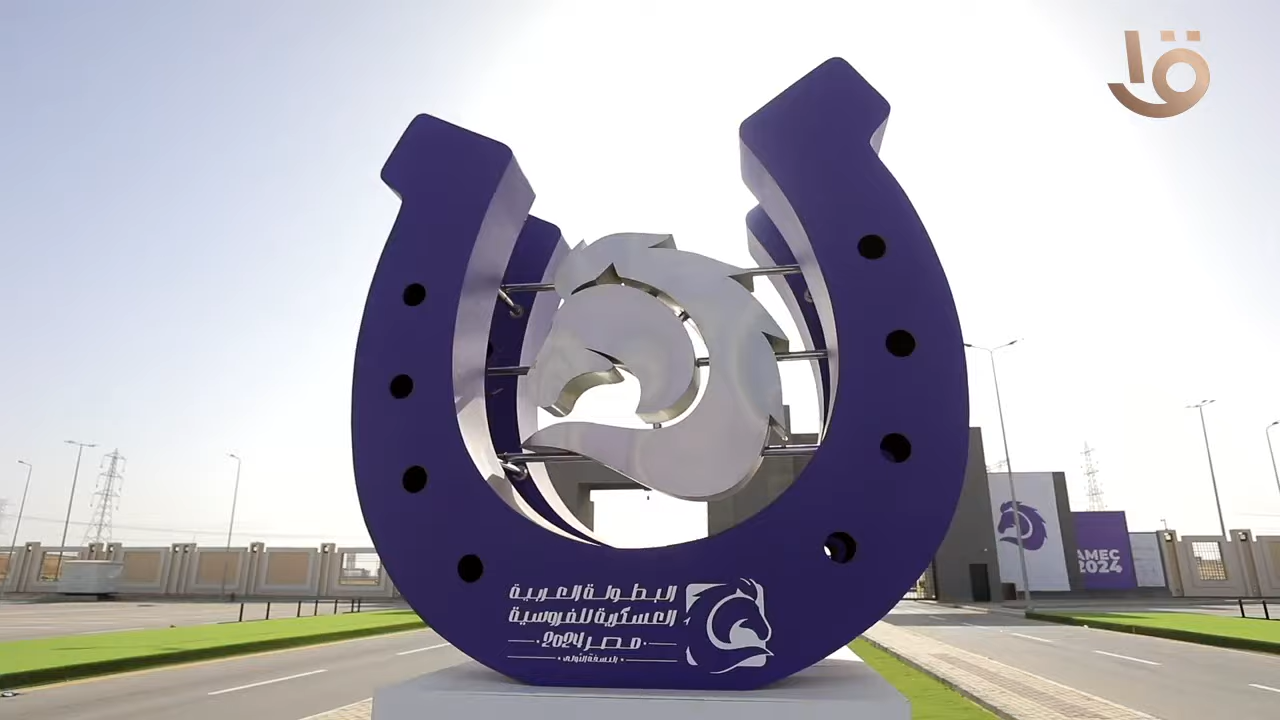 البطولة العربية
العسكرية للفروسية
مصر 2024
النسخة الأولى
AMEC
2024